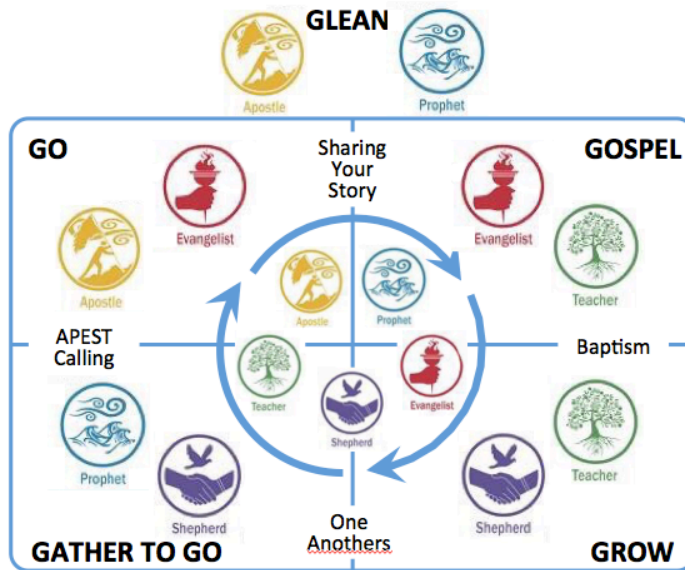 GLEAN
Apostle
Prophet
GO
Sharing
Your
Story
GOSPEL
Evangelist
Evangelist
Apostle
Teacher
Apostle
Prophet
APEST
Calling
Baptism
Teacher
Evangelist
Shepherd
Prophet
Teacher
Shepherd
Shepherd
One
Anothers
GATHER TO GO
GROW